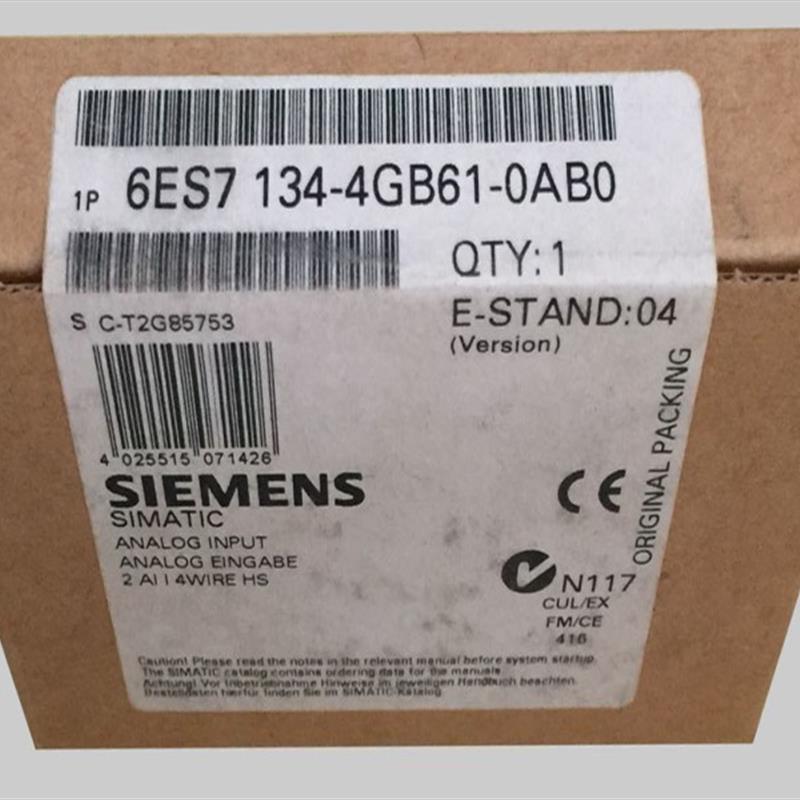 1P 6ES7 134-4GB61-0AB0
QTY: 1
S C-T2G85753
E-STAND:04
(Version)
4 025515 071426
SIEMENS
SIMATIC
ANALOG INPUT
ANALOG EINGABE
2 AI I 4WIRE HS
CE
ORIGINAL PACKING
N117
CUL/EX
FM/CE
416
Caution! Please read the notes in the relevant manual before system startup.
The SIMATIC catalog contains ordering data for the manuals.
Achtung! Vor Inbetriebnahme Hinweise im jeweiligen Handbuch beachten.
Bestelldaten hierfür finden Sie im SIMATIC-Katalog.